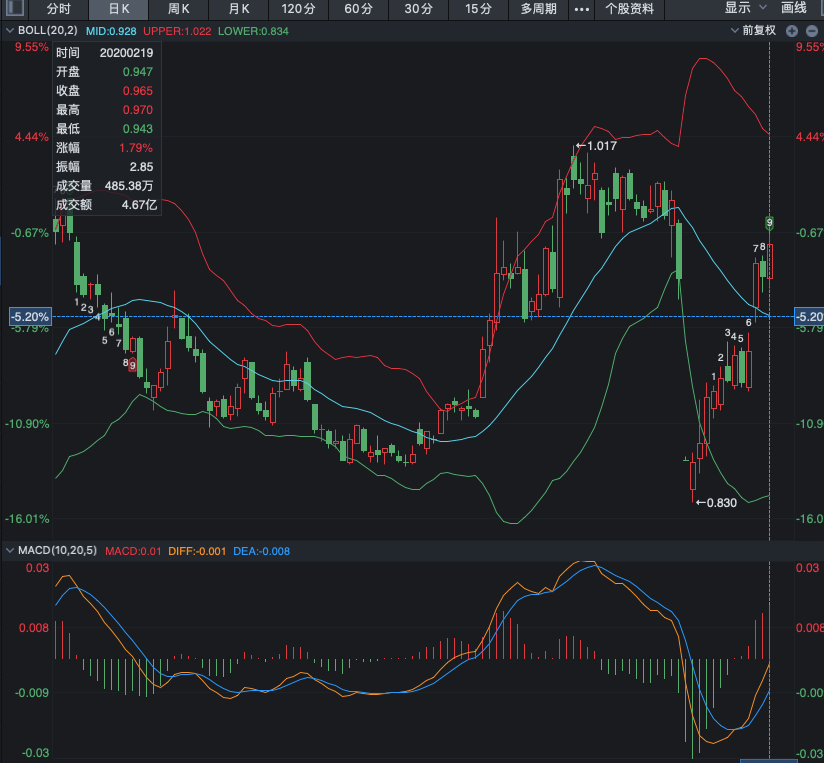 分时 日K 周K 月K 120分 60分 30分 15分 多周期 ••• 个股资料 显示 画线
BOLL(20,2) MID:0.928 UPPER:1.022 LOWER:0.834 前复权
9.55% 9.55%
时间 20200219
开盘 0.947
收盘 0.965
最高 0.970
最低 0.943
涨幅 1.79%
振幅 2.85
成交量 485.38万
成交额 4.67亿
4.44% 4.44%
←1.017
-0.67% -0.67%
9
7 8
1 2 3 4
5 6 7
8 9
-5.20% -5.20
-5.79% -5.79
6
3 4 5
2
1
-10.90% -10.9
←0.830
-16.01% -16.0
MACD(10,20,5) MACD:0.01 DIFF:-0.001 DEA:-0.008
0.03 0.03
0.008 0.008
-0.009 -0.00
-0.03 -0.03